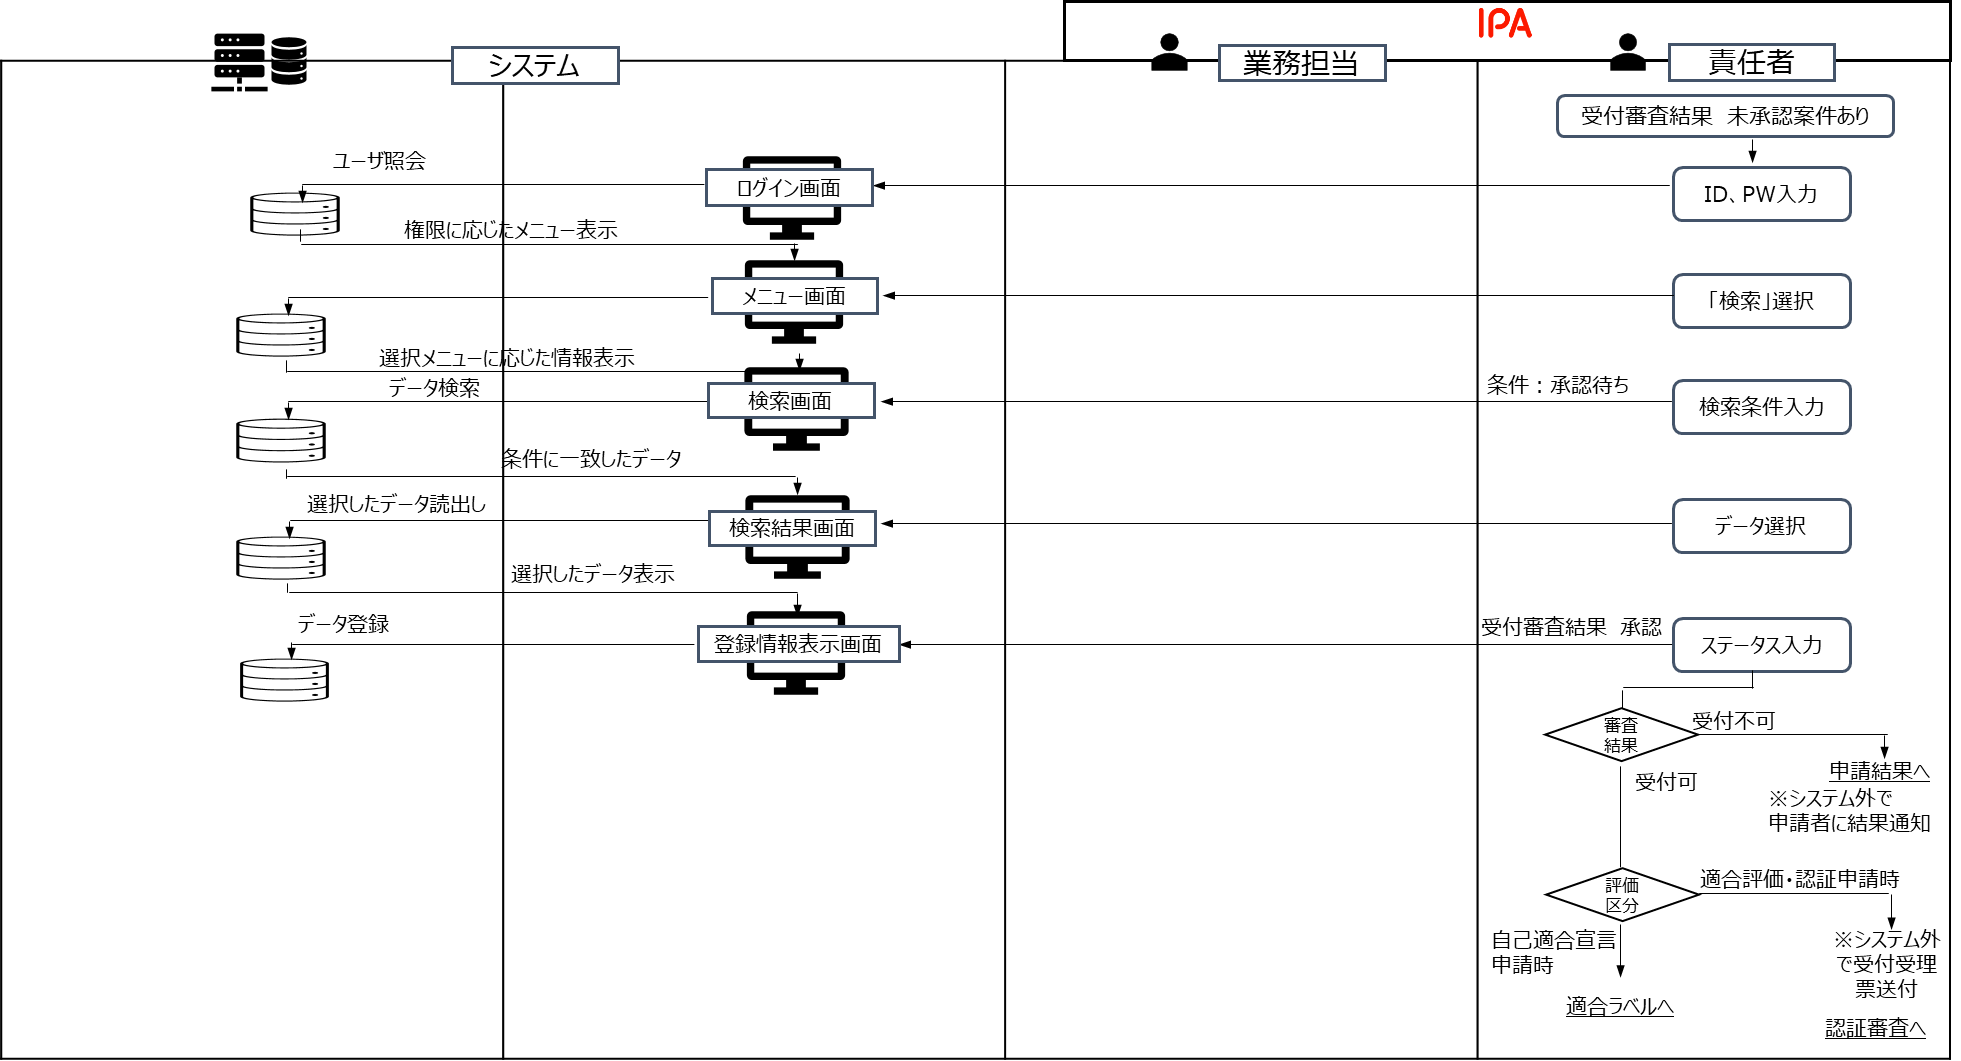 IPA
システム
業務担当
責任者
受付審査結果　未承認案件あり
ユーザ照会
ログイン画面
ID、PW入力
権限に応じたメニュー表示
メニュー画面
「検索」選択
選択メニューに応じた情報表示
データ検索
検索画面
条件：承認待ち
検索条件入力
条件に一致したデータ
選択したデータ読出し
検索結果画面
データ選択
選択したデータ表示
データ登録
登録情報表示画面
受付審査結果　承認
ステータス入力
審査
結果
受付不可
申請結果へ
※システム外で
申請者に結果通知
受付可
評価
区分
適合評価・認証申請時
自己適合宣言
申請時
※システム外
で受付受理
票送付
適合ラベルへ
認証審査へ